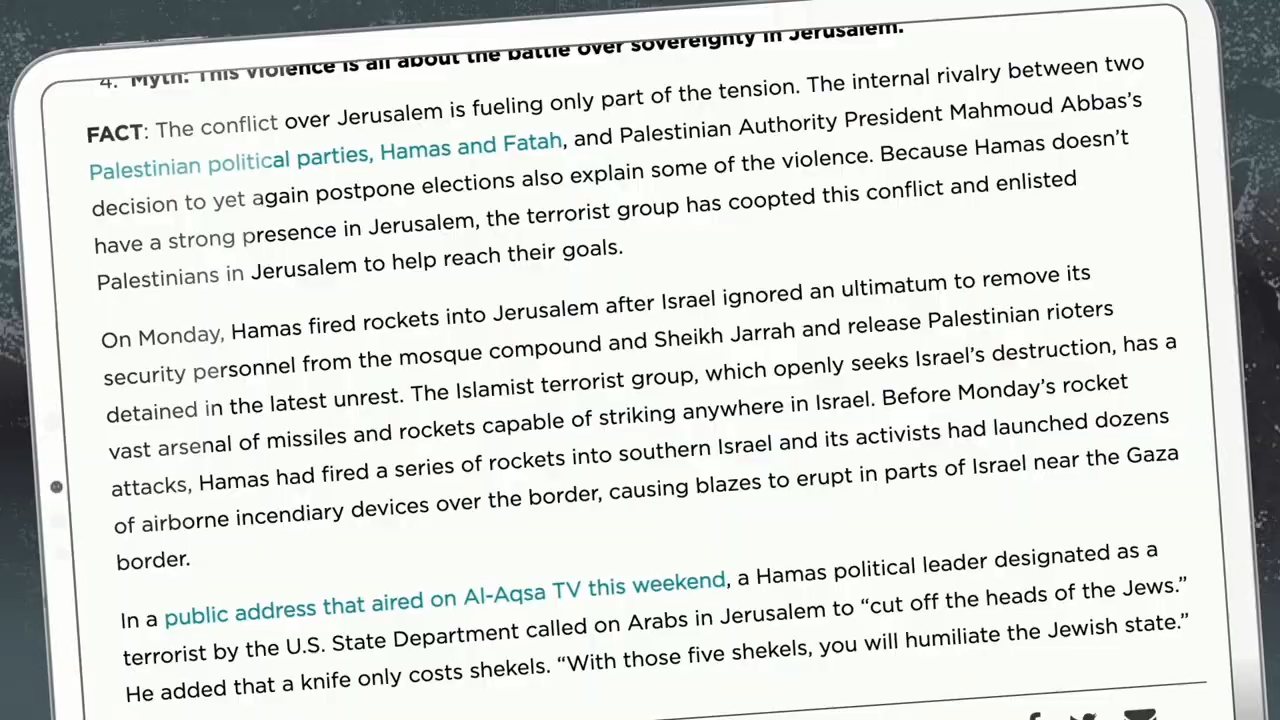 4. Myth: This violence is all about the battle over sovereignty in Jerusalem.
FACT: The conflict over Jerusalem is fueling only part of the tension. The internal rivalry between two
Palestinian political parties, Hamas and Fatah, and Palestinian Authority President Mahmoud Abbas’s
decision to yet again postpone elections also explain some of the violence. Because Hamas doesn’t
have a strong presence in Jerusalem, the terrorist group has coopted this conflict and enlisted
Palestinians in Jerusalem to help reach their goals.
On Monday, Hamas fired rockets into Jerusalem after Israel ignored an ultimatum to remove its
security personnel from the mosque compound and Sheikh Jarrah and release Palestinian rioters
detained in the latest unrest. The Islamist terrorist group, which openly seeks Israel’s destruction, has a
vast arsenal of missiles and rockets capable of striking anywhere in Israel. Before Monday’s rocket
attacks, Hamas had fired a series of rockets into southern Israel and its activists had launched dozens
of airborne incendiary devices over the border, causing blazes to erupt in parts of Israel near the Gaza
border.
In a public address that aired on Al-Aqsa TV this weekend, a Hamas political leader designated as a
terrorist by the U.S. State Department called on Arabs in Jerusalem to “cut off the heads of the Jews.”
He added that a knife only costs shekels. “With those five shekels, you will humiliate the Jewish state.”